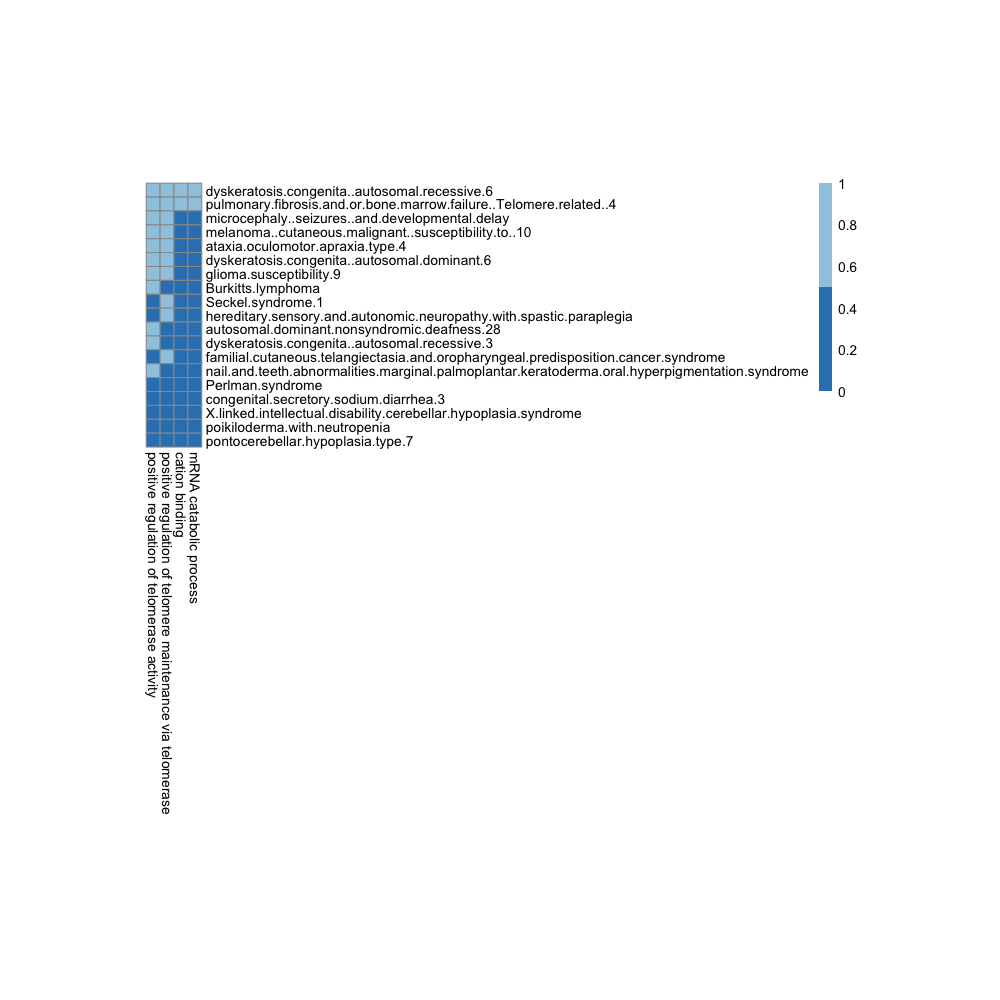 dyskeratosis.congenita..autosomal.recessive.6
pulmonary.fibrosis.and.or.bone.marrow.failure..Telomere.related..4
microcephaly..seizures..and.developmental.delay
melanoma..cutaneous.malignant..susceptibility.to..10
ataxia.oculomotor.apraxia.type.4
dyskeratosis.congenita..autosomal.dominant.6
glioma.susceptibility.9
Burkitts.lymphoma
Seckel.syndrome.1
hereditary.sensory.and.autonomic.neuropathy.with.spastic.paraplegia
autosomal.dominant.nonsyndromic.deafness.28
dyskeratosis.congenita..autosomal.recessive.3
familial.cutaneous.telangiectasia.and.oropharyngeal.predisposition.cancer.syndrome
nail.and.teeth.abnormalities.marginal.palmoplantar.keratoderma.oral.hyperpigmentation.syndrome
Perlman.syndrome
congenital.secretory.sodium.diarrhea.3
X.linked.intellectual.disability.cerebellar.hypoplasia.syndrome
poikiloderma.with.neutropenia
pontocerebellar.hypoplasia.type.7
positive regulation of telomerase activity
positive regulation of telomere maintenance via telomerase
cation binding
mRNA catabolic process
1
0.8
0.6
0.4
0.2
0